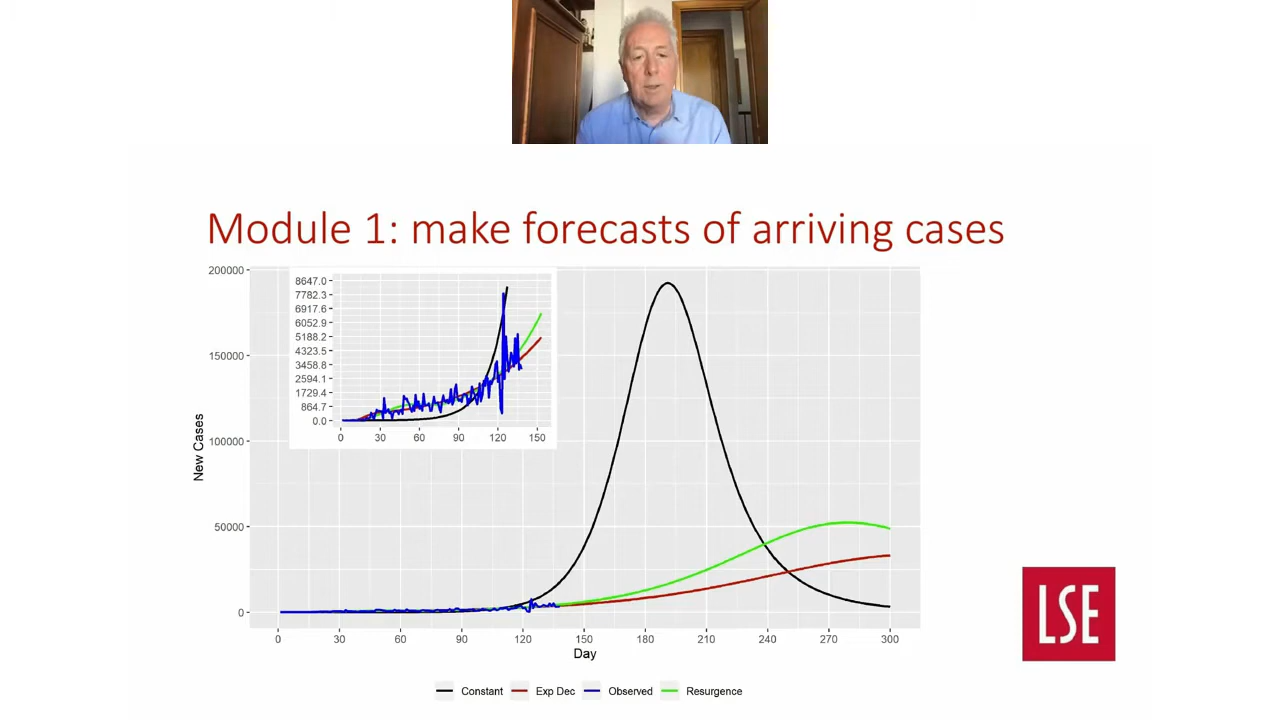 Module 1: make forecasts of arriving cases
200000
150000
100000
50000
0
New Cases
8647.0
7782.3
6917.6
6052.9
5188.2
4323.5
3458.8
2594.1
1729.4
864.7
0.0
0 30 60 90 120 150
0 30 60 90 120 150 180 210 240 270 300
Day
Constant Exp Dec Observed Resurgence
LSE